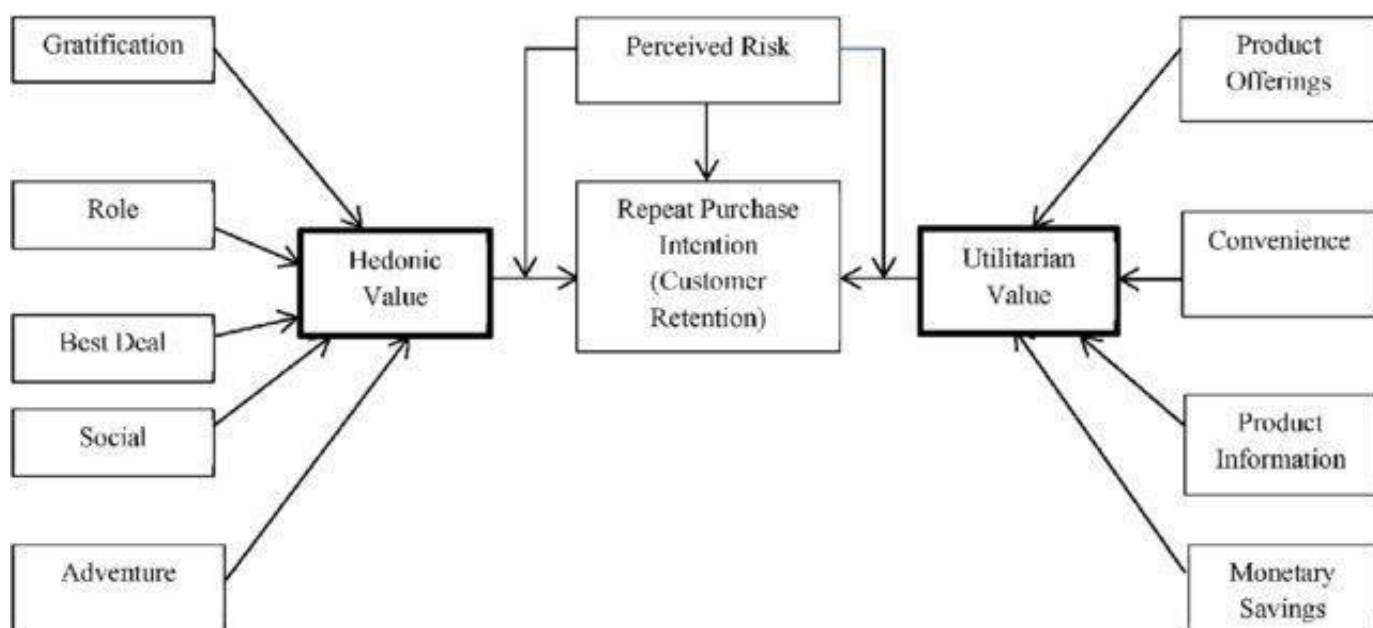 Gratification
Perceived Risk
Product
Offerings
Role
Repeat Purchase
Intention
(Customer
Retention)
Convenience
Hedonic
Value
Utilitarian
Value
Best Deal
Social
Product
Information
Adventure
Monetary
Savings